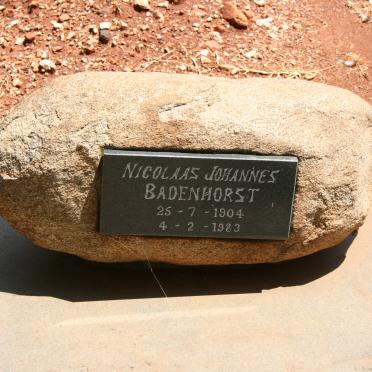 NICOLAAS JOHANNES
BADENHORST
25 - 7 - 1904
4 - 2 - 1983